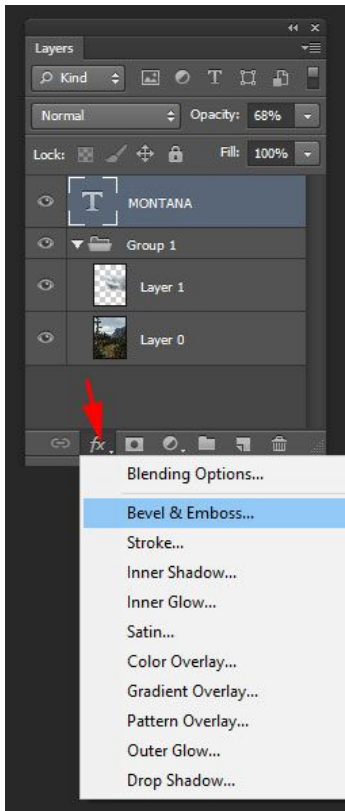 Layers
Kind T
Normal Opacity: 68%
Lock: Fill: 100%
T MONTANA
Group 1
Layer 1
Layer 0
fx
Blending Options...
Bevel & Emboss...
Stroke...
Inner Shadow...
Inner Glow...
Satin...
Color Overlay...
Gradient Overlay...
Pattern Overlay...
Outer Glow...
Drop Shadow...